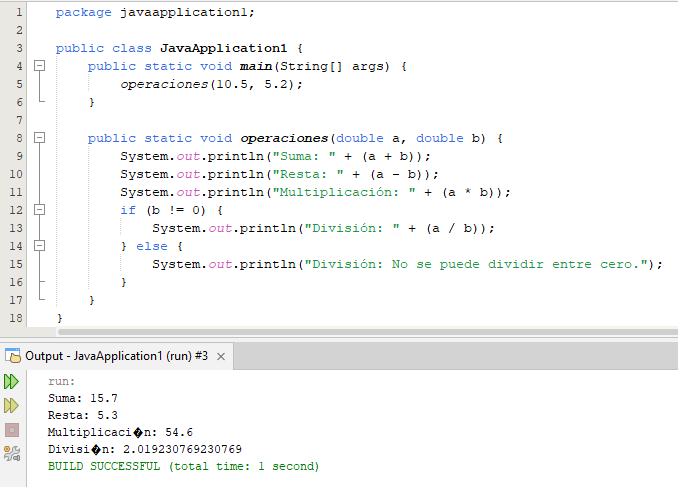 1 package javaapplication1;
2
3 public class JavaApplication1 {
4 public static void main(String[] args) {
5 operaciones(10.5, 5.2);
6 }
7
8 public static void operaciones(double a, double b) {
9 System.out.println("Suma: " + (a + b));
10 System.out.println("Resta: " + (a - b));
11 System.out.println("Multiplicación: " + (a * b));
12 if (b != 0) {
13 System.out.println("División: " + (a / b));
14 } else {
15 System.out.println("División: No se puede dividir entre cero.");
16 }
17 }
18 }
Output - JavaApplication1 (run) #3 ×
run:
Suma: 15.7
Resta: 5.3
Multiplicaci�n: 54.6
Divisi�n: 2.019230769230769
BUILD SUCCESSFUL (total time: 1 second)